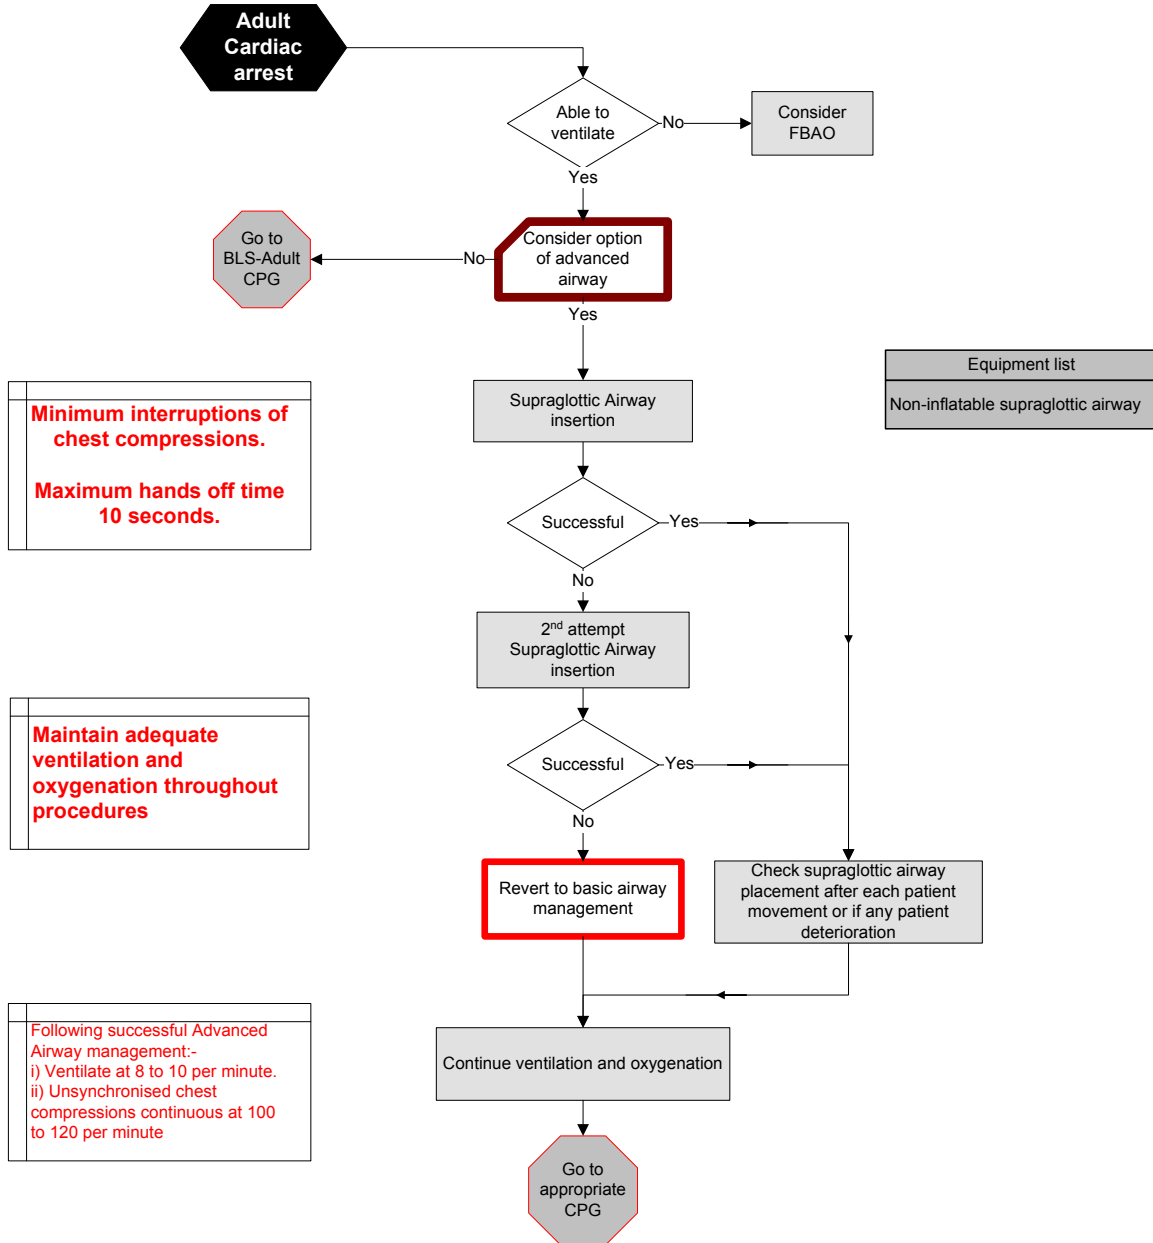 Adult
Cardiac
arrest
Able to
ventilate
No
Consider
FBAO
Yes
Go to
BLS-Adult
CPG
No
Consider option
of advanced
airway
Yes
Equipment list
Non-inflatable supraglottic airway
Minimum interruptions of
chest compressions.
Maximum hands off time
10 seconds.
Supraglottic Airway
insertion
Successful
Yes
No
2nd attempt
Supraglottic Airway
insertion
Maintain adequate
ventilation and
oxygenation throughout
procedures
Successful
Yes
No
Revert to basic airway
management
Check supraglottic airway
placement after each patient
movement or if any patient
deterioration
Following successful Advanced
Airway management:-
i) Ventilate at 8 to 10 per minute.
ii) Unsynchronised chest
compressions continuous at 100
to 120 per minute
Continue ventilation and oxygenation
Go to
appropriate
CPG